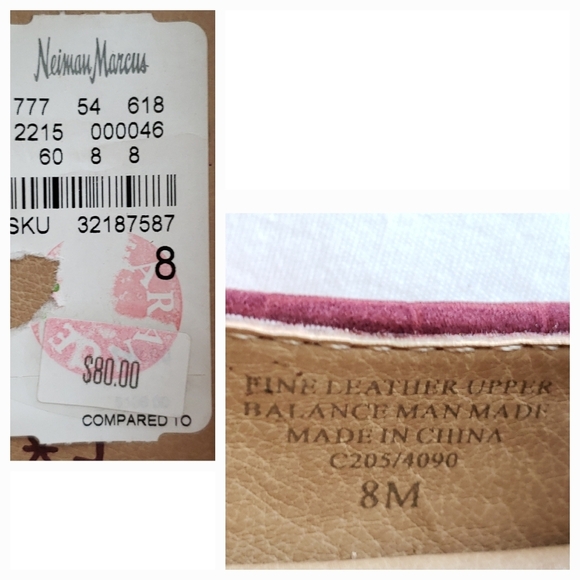 Neiman Marcus
777 54 618
2215 000046
60 8 8
SKU 32187587
8
$80.00
COMPARED TO
FINE LEATHER UPPER
BALANCE MAN MADE
MADE IN CHINA
C205/4090
8M